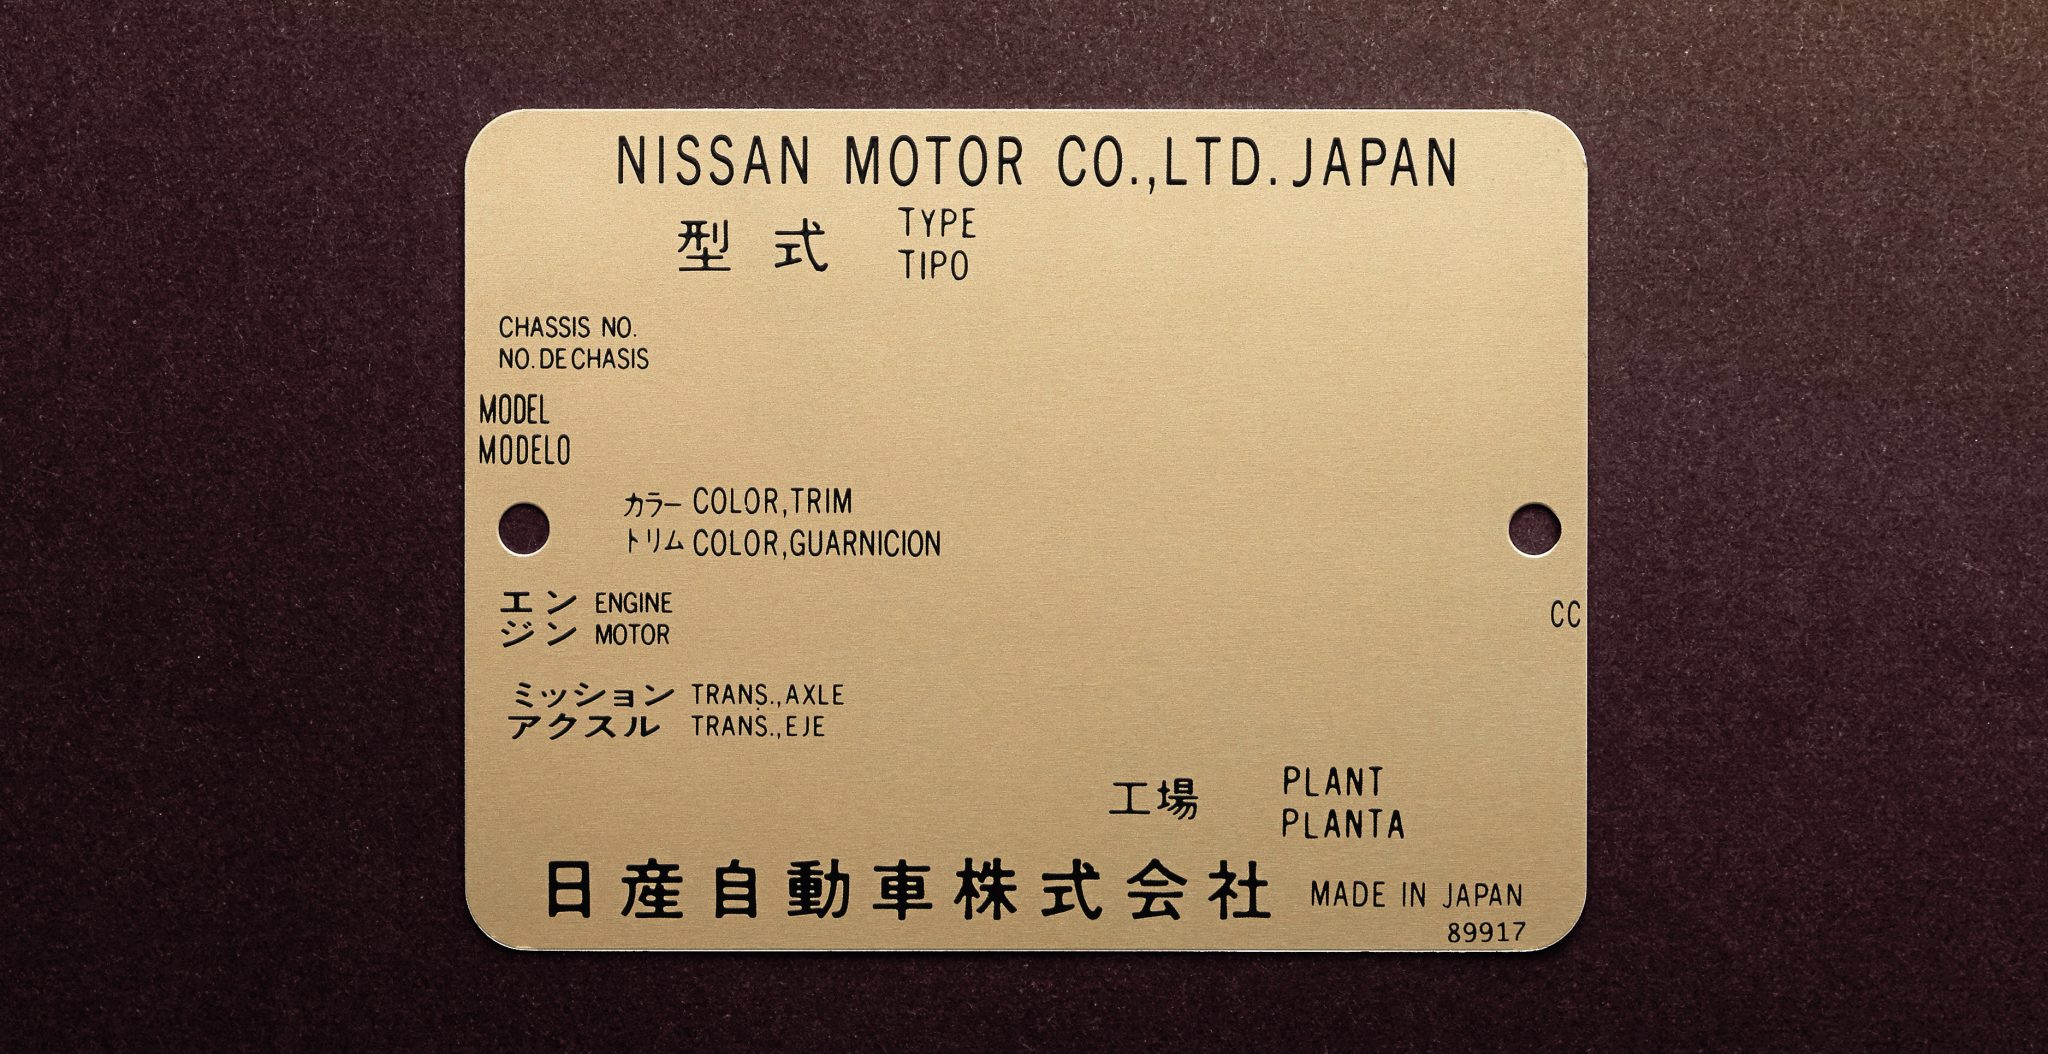 NISSAN MOTOR CO.,LTD. JAPAN
型式 TYPE
TIPO
CHASSIS NO.
NO. DE CHASIS
MODEL
MODELO
カラー COLOR,TRIM
トリム COLOR,GUARNICION
エン ENGINE
ジン MOTOR
CC
ミッション TRANS.,AXLE
アクスル TRANS.,EJE
工場 PLANT
PLANTA
日産自動車株式会社 MADE IN JAPAN
89917